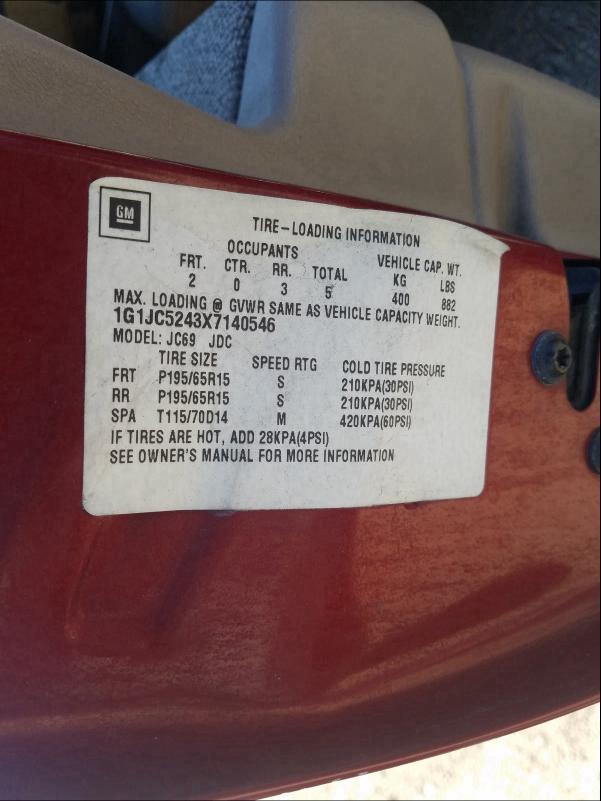 GM
TIRE-LOADING INFORMATION
OCCUPANTS VEHICLE CAP. WT.
FRT. CTR. RR. TOTAL KG LBS
2 0 3 5 400 882
MAX. LOADING @ GVWR SAME AS VEHICLE CAPACITY WEIGHT.
1G1JC5243X7140546
MODEL: JC69 JDC
TIRE SIZE SPEED RTG COLD TIRE PRESSURE
FRT P195/65R15 S 210KPA(30PSI)
RR P195/65R15 S 210KPA(30PSI)
SPA T115/70D14 M 420KPA(60PSI)
IF TIRES ARE HOT, ADD 28KPA(4PSI)
SEE OWNER'S MANUAL FOR MORE INFORMATION